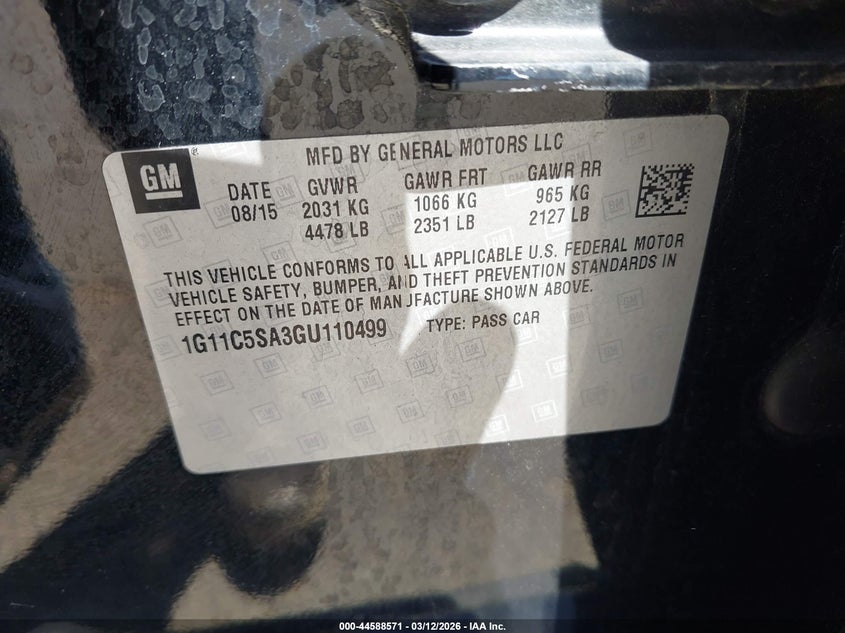 GM
MFD BY GENERAL MOTORS LLC
DATE GVWR GAWR FRT GAWR RR
08/15 2031 KG 1066 KG 965 KG
4478 LB 2351 LB 2127 LB
THIS VEHICLE CONFORMS TO ALL APPLICABLE U.S. FEDERAL MOTOR
VEHICLE SAFETY, BUMPER, AND THEFT PREVENTION STANDARDS IN
EFFECT ON THE DATE OF MANUFACTURE SHOWN ABOVE.
1G11C5SA3GU110499 TYPE: PASS CAR
000-44588571 - 03/12/2026 - IAA Inc.